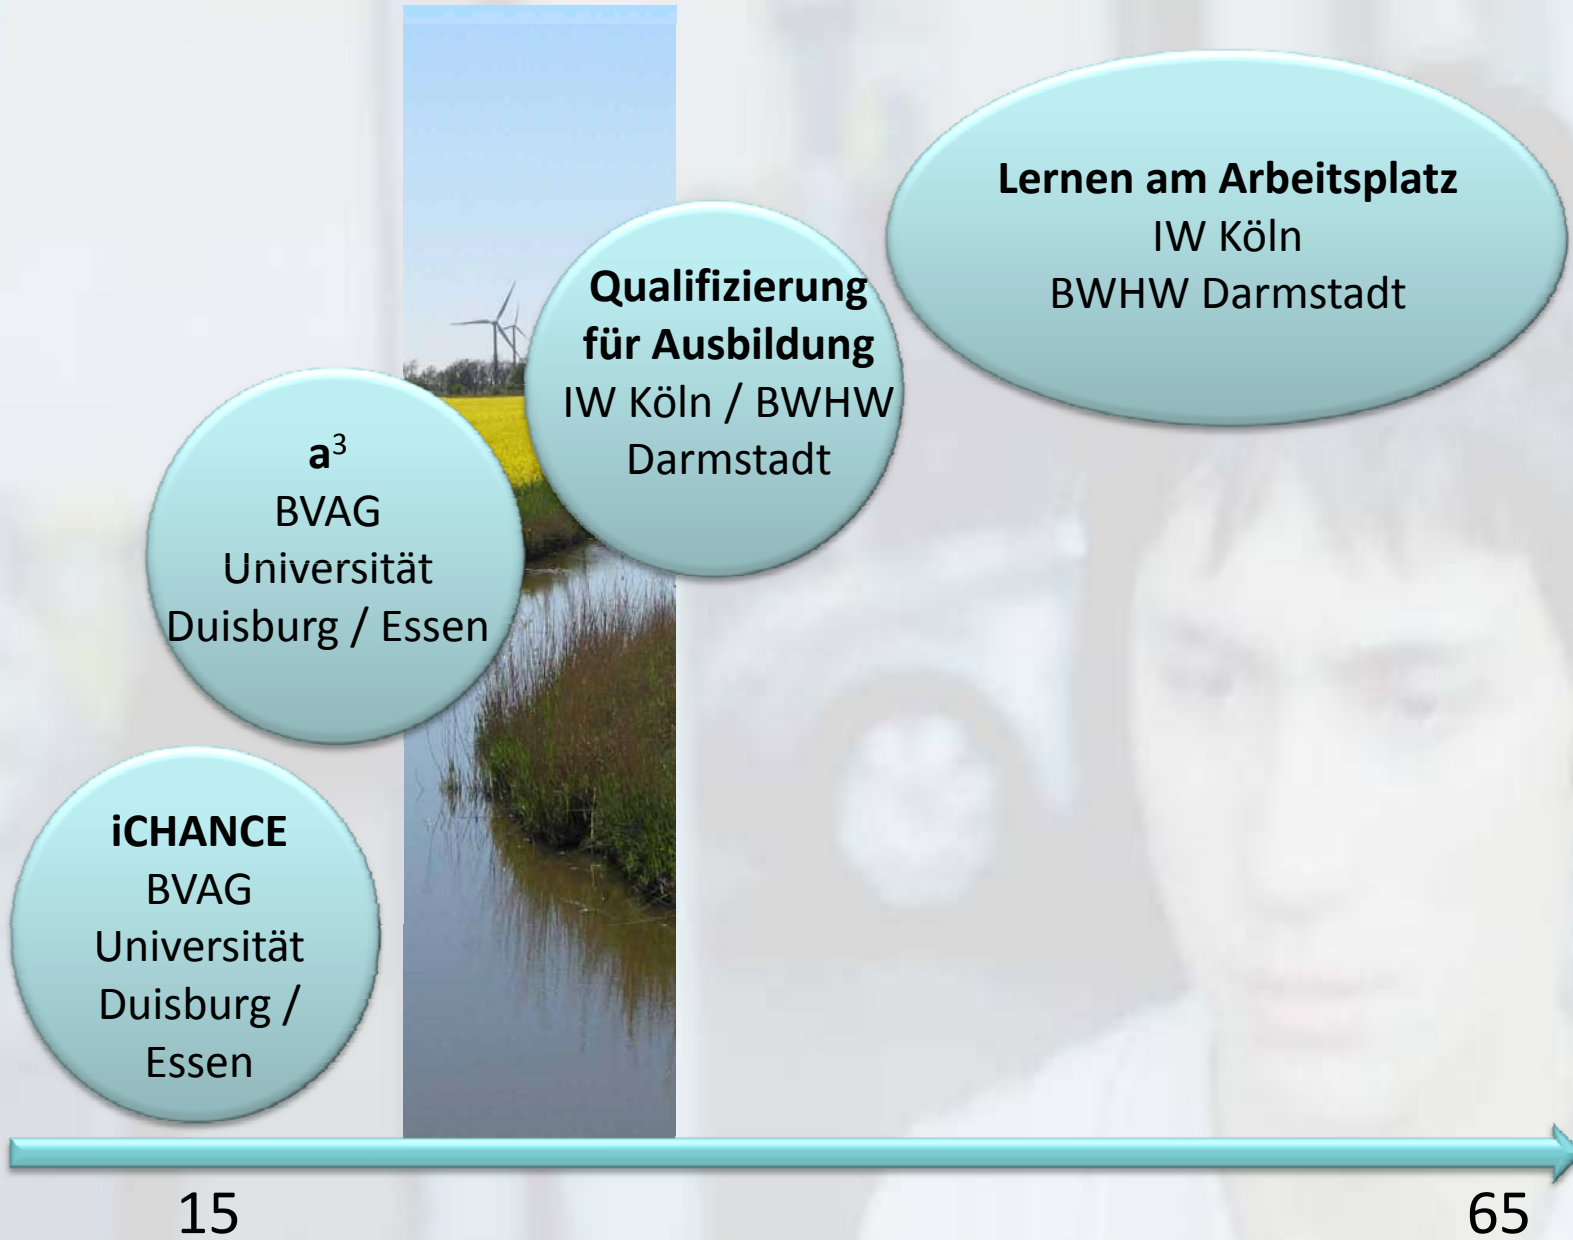 Lernen am Arbeitsplatz
IW Köln
BWHW Darmstadt
Qualifizierung
für Ausbildung
IW Köln / BWHW
Darmstadt
a³
BVAG
Universität
Duisburg / Essen
iCHANCE
BVAG
Universität
Duisburg /
Essen
15
65